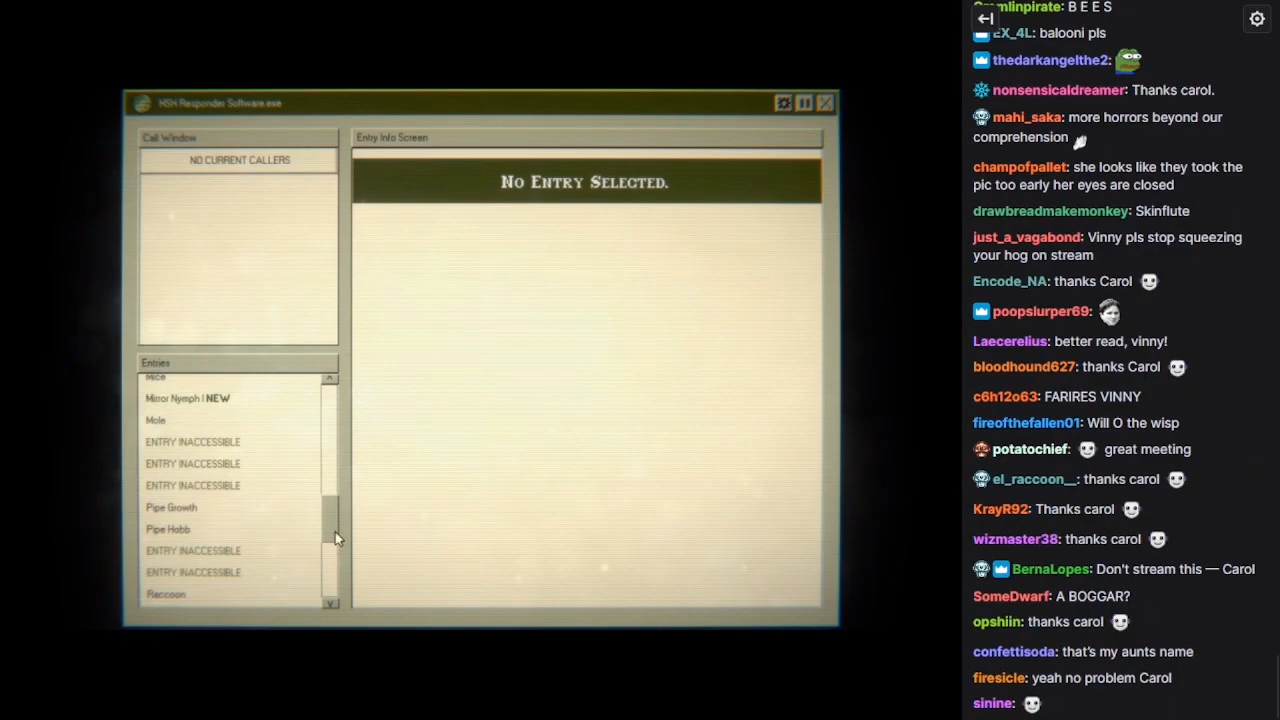 HSH Responder Software.exe
Call Window
NO CURRENT CALLERS
Entries
Mice
Mirror Nymph | NEW
Mole
ENTRY INACCESSIBLE
ENTRY INACCESSIBLE
ENTRY INACCESSIBLE
Pipe Growth
Pipe Hobb
ENTRY INACCESSIBLE
ENTRY INACCESSIBLE
Raccoon
Entry Info Screen
No Entry Selected.
Gremlinpirate: B E E S
EX_4L: balooni pls
thedarkangelthe2:
nonsensicaldreamer: Thanks carol.
mahi_saka: more horrors beyond our
comprehension
champofpallet: she looks like they took the
pic too early her eyes are closed
drawbreadmakemonkey: Skinflute
just_a_vagabond: Vinny pls stop squeezing
your hog on stream
Encode_NA: thanks Carol
poopslurper69:
Laecerelius: better read, vinny!
bloodhound627: thanks Carol
c6h12o63: FARIRES VINNY
fireofthefallen01: Will O the wisp
potatochief: great meeting
el_raccoon__: thanks carol
KrayR92: Thanks carol
wizmaster38: thanks carol
BernaLopes: Don't stream this — Carol
SomeDwarf: A BOGGAR?
opshiin: thanks carol
confettisoda: that's my aunts name
firesicle: yeah no problem Carol
sinine: